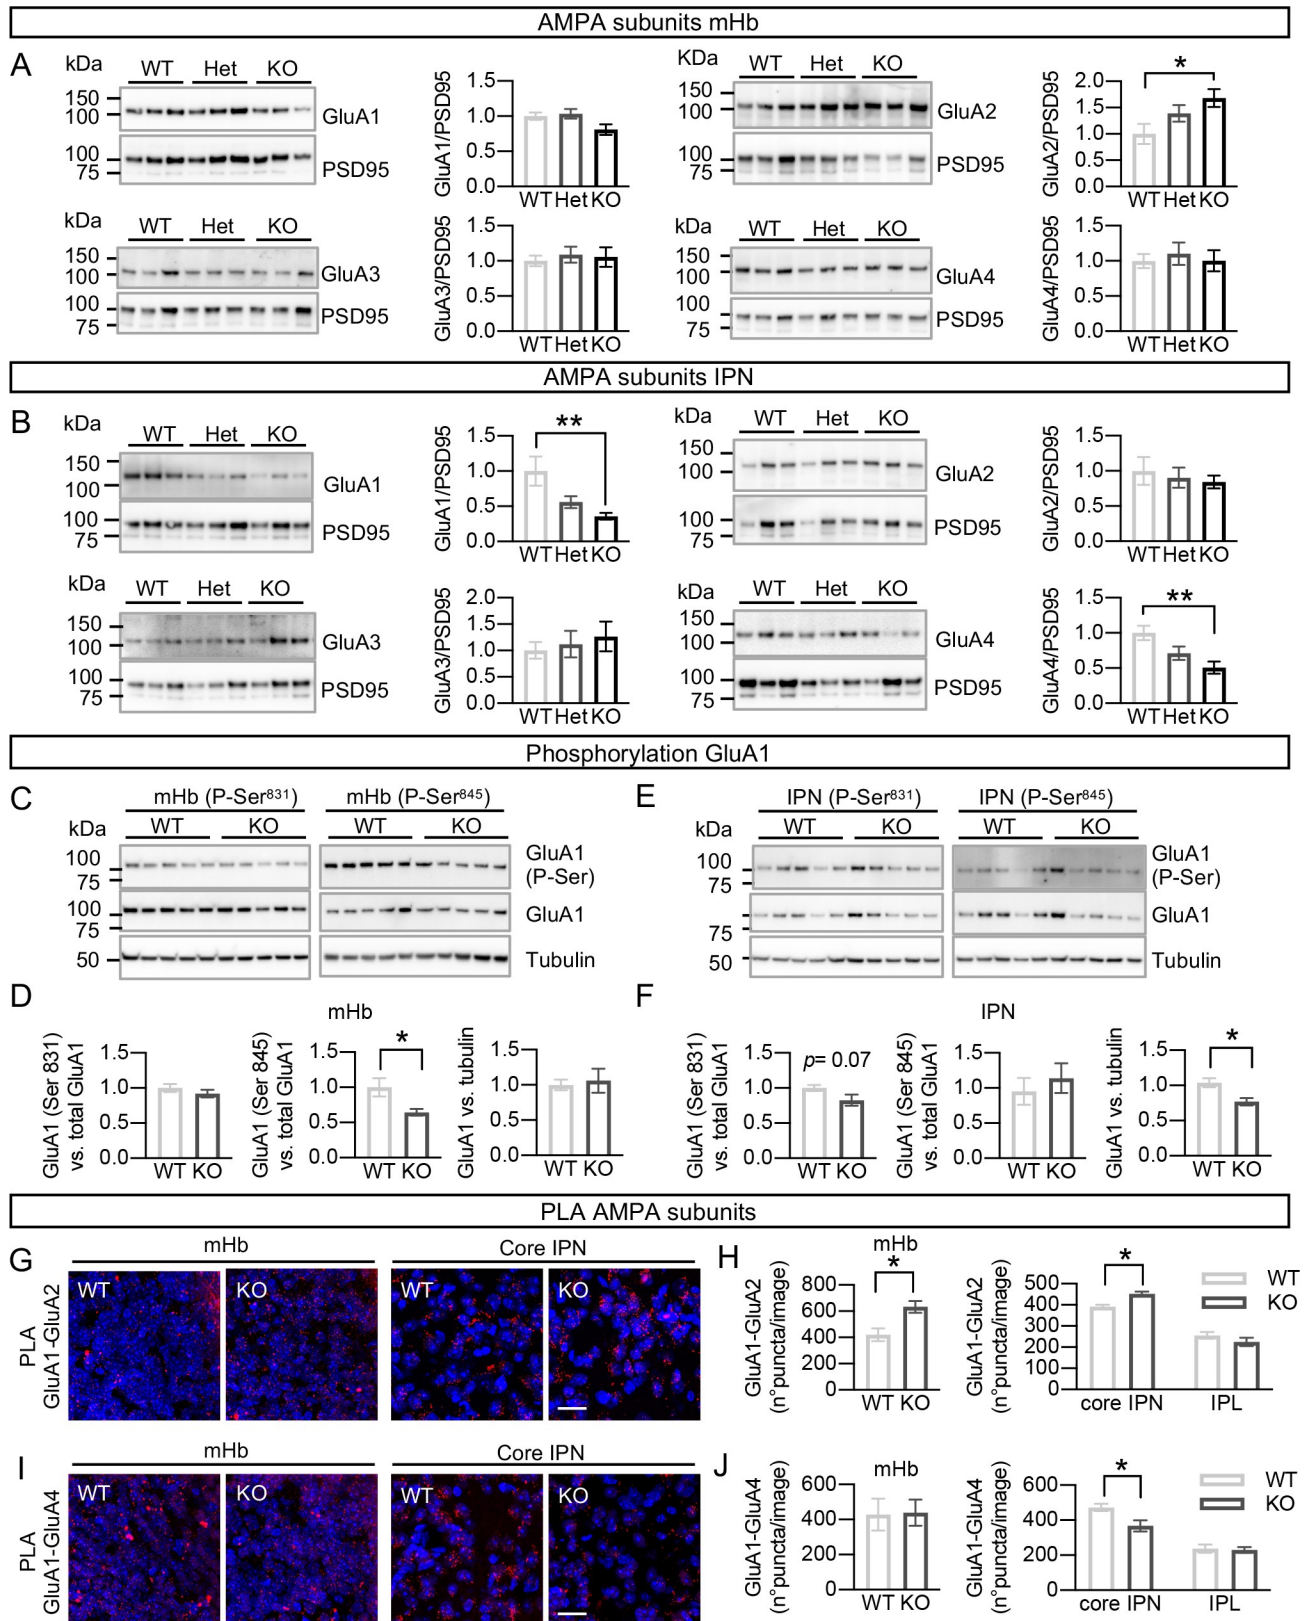 AMPA subunits mHb
A
kDa
WT Het KO
150
100
GluA1
100
75
PSD95
GluA1/PSD95
1.5
1.0
0.5
0.0
WT Het KO
KDa
WT Het KO
150
100
GluA2
100
75
PSD95
GluA2/PSD95
2.0
1.5
1.0
0.5
0.0
*
WT Het KO
kDa
WT Het KO
150
100
GluA3
100
75
PSD95
GluA3/PSD95
1.5
1.0
0.5
0.0
WT Het KO
kDa
WT Het KO
150
100
GluA4
100
75
PSD95
GluA4/PSD95
1.5
1.0
0.5
0.0
WT Het KO
AMPA subunits IPN
B
kDa
WT Het KO
150
100
GluA1
100
75
PSD95
GluA1/PSD95
1.5
1.0
0.5
0.0
**
WT Het KO
kDa
WT Het KO
150
100
GluA2
100
75
PSD95
GluA2/PSD95
1.5
1.0
0.5
0.0
WT Het KO
kDa
WT Het KO
150
100
GluA3
100
75
PSD95
GluA3/PSD95
2.0
1.5
1.0
0.5
0.0
WT Het KO
kDa
WT Het KO
150
100
GluA4
100
75
PSD95
GluA4/PSD95
1.5
1.0
0.5
0.0
**
WT Het KO
Phosphorylation GluA1
C
mHb (P-Ser⁸³¹) mHb (P-Ser⁸⁴⁵)
kDa
WT KO WT KO
100
75
GluA1
(P-Ser)
100
75
GluA1
50
Tubulin
E
IPN (P-Ser⁸³¹) IPN (P-Ser⁸⁴⁵)
kDa
WT KO WT KO
100
75
GluA1
(P-Ser)
75
GluA1
50
Tubulin
D
mHb
GluA1 (Ser 831)
vs. total GluA1
1.5
1.0
0.5
0.0
WT KO
GluA1 (Ser 845)
vs. total GluA1
1.5
1.0
0.5
0.0
*
WT KO
GluA1 vs. tubulin
1.5
1.0
0.5
0.0
WT KO
F
IPN
GluA1 (Ser 831)
vs. total GluA1
1.5
1.0
0.5
0.0
p= 0.07
WT KO
GluA1 (Ser 845)
vs. total GluA1
1.5
1.0
0.5
0.0
WT KO
GluA1 vs. tubulin
1.5
1.0
0.5
0.0
*
WT KO
PLA AMPA subunits
G
mHb
Core IPN
PLA
GluA1-GluA2
WT
KO
WT
KO
H
mHb
GluA1-GluA2
(n°puncta/image)
800
600
400
200
0
*
WT KO
GluA1-GluA2
(n°puncta/image)
500
400
300
200
100
0
*
core IPN IPL
WT
KO
I
mHb
Core IPN
PLA
GluA1-GluA4
WT
KO
WT
KO
J
mHb
GluA1-GluA4
(n°puncta/image)
600
400
200
0
WT KO
GluA1-GluA4
(n°puncta/image)
600
400
200
0
*
core IPN IPL
WT
KO